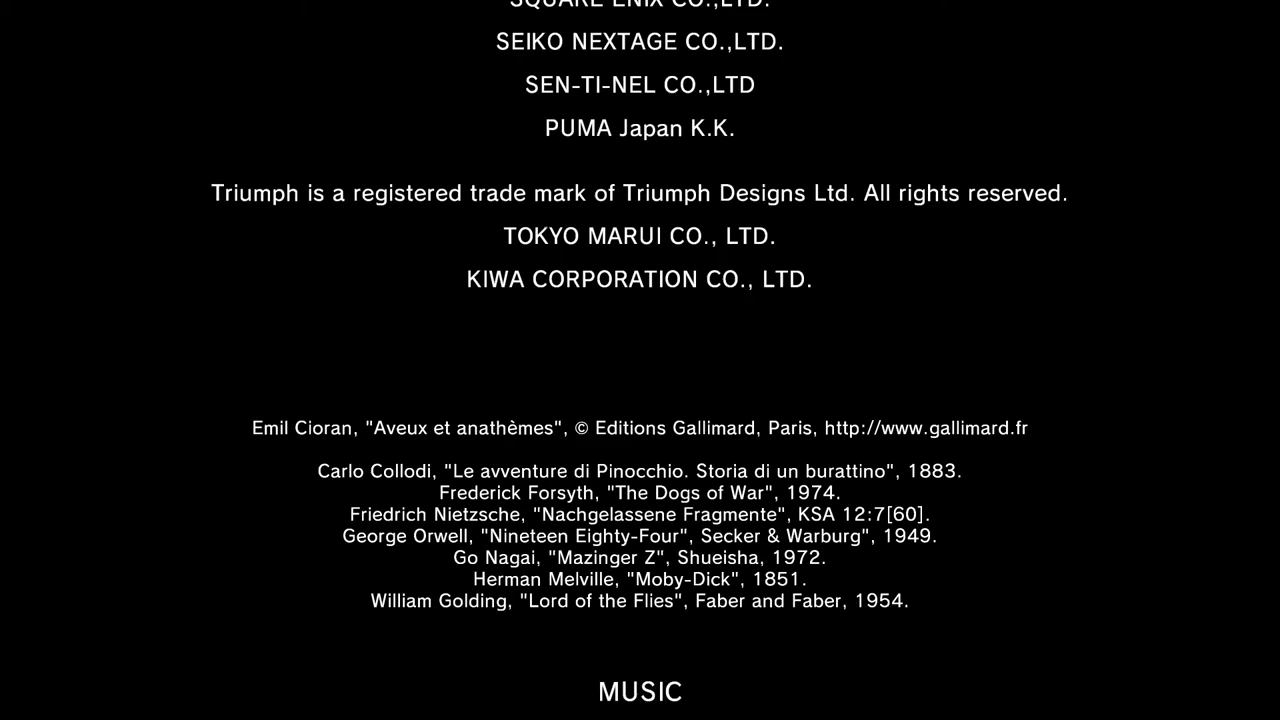 SQUARE ENIX CO.,LTD.
SEIKO NEXTAGE CO.,LTD.
SEN-TI-NEL CO.,LTD
PUMA Japan K.K.
Triumph is a registered trade mark of Triumph Designs Ltd. All rights reserved.
TOKYO MARUI CO., LTD.
KIWA CORPORATION CO., LTD.
Emil Cioran, "Aveux et anathèmes", © Editions Gallimard, Paris, http://www.gallimard.fr
Carlo Collodi, "Le avventure di Pinocchio. Storia di un burattino", 1883.
Frederick Forsyth, "The Dogs of War", 1974.
Friedrich Nietzsche, "Nachgelassene Fragmente", KSA 12:7[60].
George Orwell, "Nineteen Eighty-Four", Secker & Warburg", 1949.
Go Nagai, "Mazinger Z", Shueisha, 1972.
Herman Melville, "Moby-Dick", 1851.
William Golding, "Lord of the Flies", Faber and Faber, 1954.
MUSIC